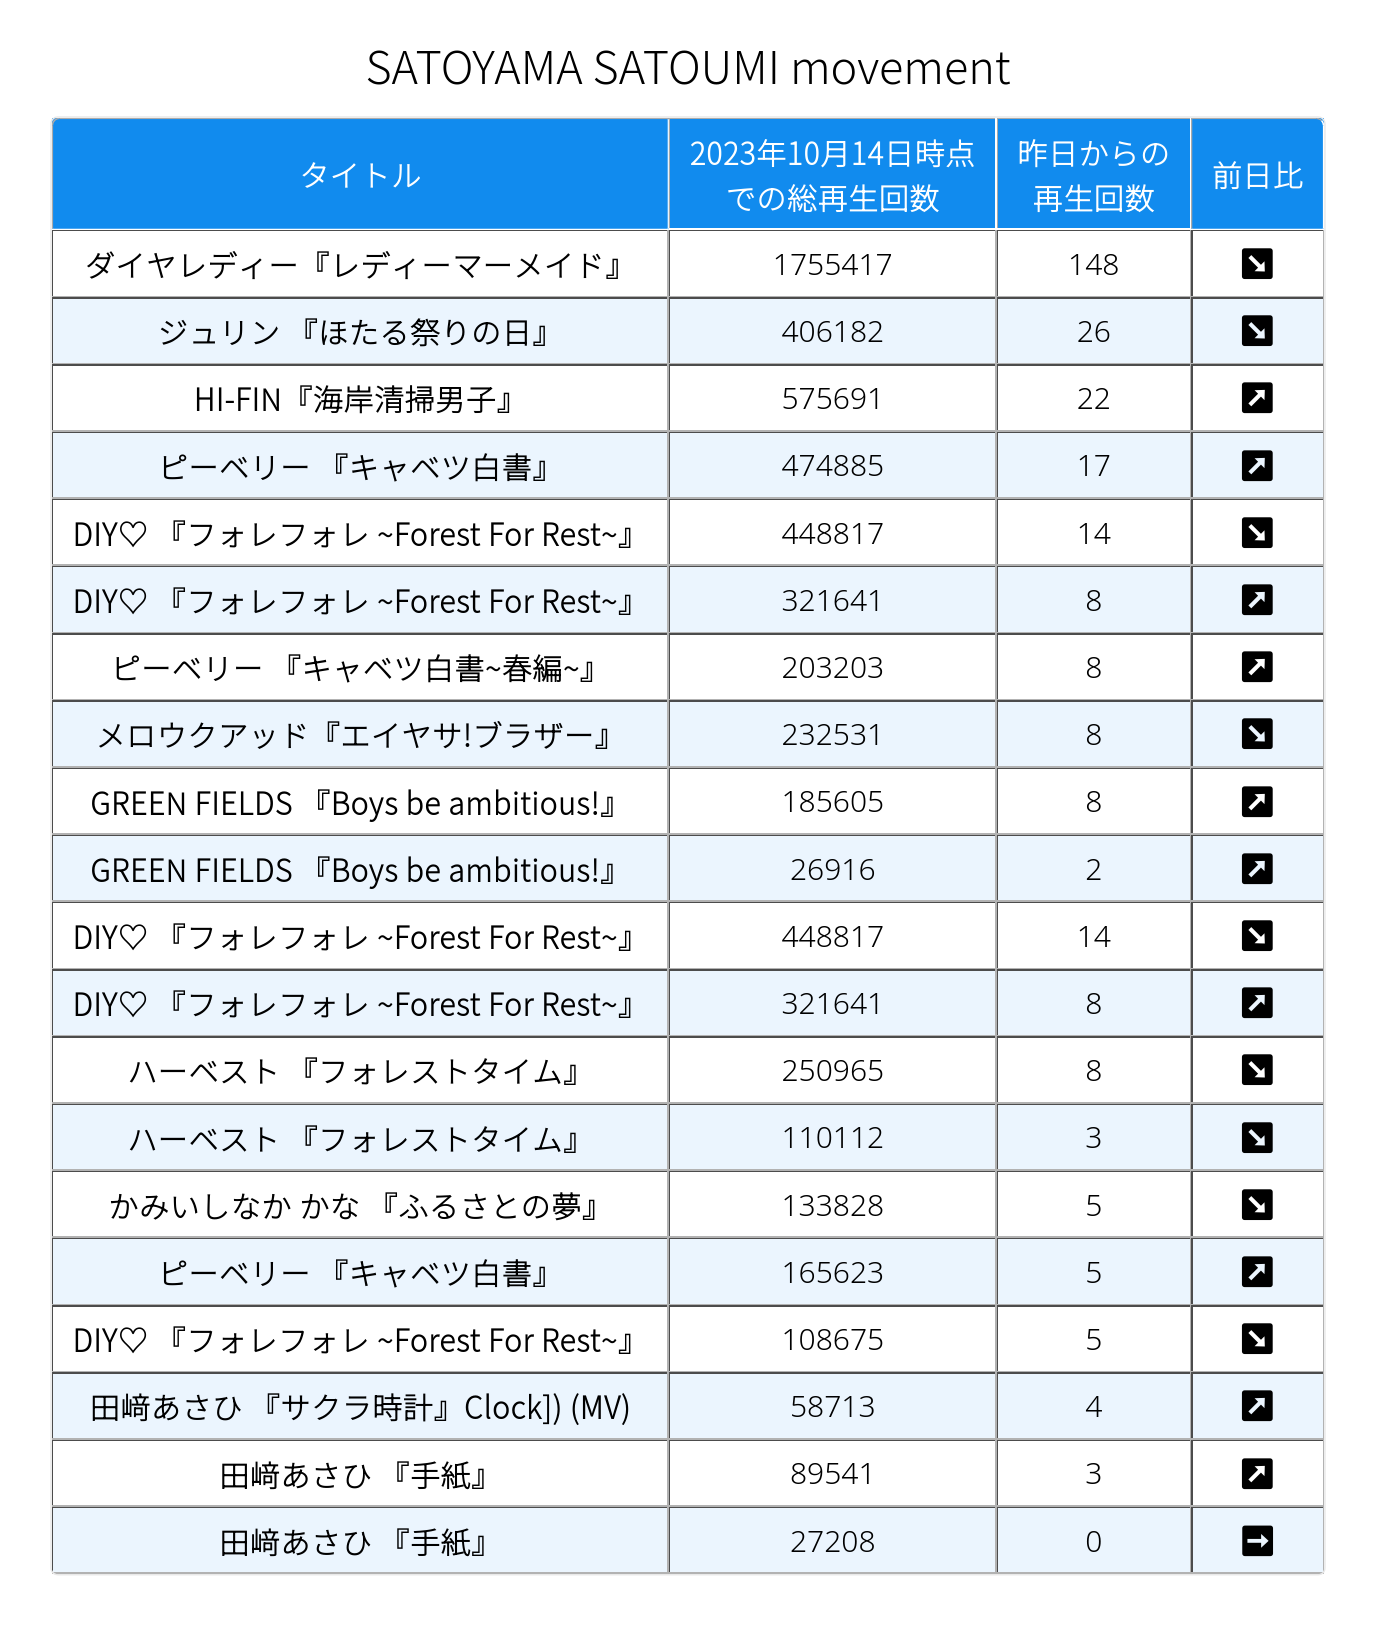 SATOYAMA SATOUMI movement
タイトル
2023年10月14日時点
での総再生回数
昨日からの
再生回数
前日比
ダイヤレディー『レディーマーメイド』 1755417 148 ↘
ジュリン 『ほたる祭りの日』 406182 26 ↘
HI-FIN『海岸清掃男子』 575691 22 ↗
ピーベリー 『キャベツ白書』 474885 17 ↗
DIY♡ 『フォレフォレ ~Forest For Rest~』 448817 14 ↘
DIY♡ 『フォレフォレ ~Forest For Rest~』 321641 8 ↗
ピーベリー 『キャベツ白書~春編~』 203203 8 ↗
メロウクアッド『エイヤサ!ブラザー』 232531 8 ↘
GREEN FIELDS 『Boys be ambitious!』 185605 8 ↗
GREEN FIELDS 『Boys be ambitious!』 26916 2 ↗
DIY♡ 『フォレフォレ ~Forest For Rest~』 448817 14 ↘
DIY♡ 『フォレフォレ ~Forest For Rest~』 321641 8 ↗
ハーベスト 『フォレストタイム』 250965 8 ↘
ハーベスト 『フォレストタイム』 110112 3 ↘
かみいしなか かな 『ふるさとの夢』 133828 5 ↘
ピーベリー 『キャベツ白書』 165623 5 ↗
DIY♡ 『フォレフォレ ~Forest For Rest~』 108675 5 ↘
田﨑あさひ 『サクラ時計』Clock]) (MV) 58713 4 ↗
田﨑あさひ 『手紙』 89541 3 ↗
田﨑あさひ 『手紙』 27208 0 →